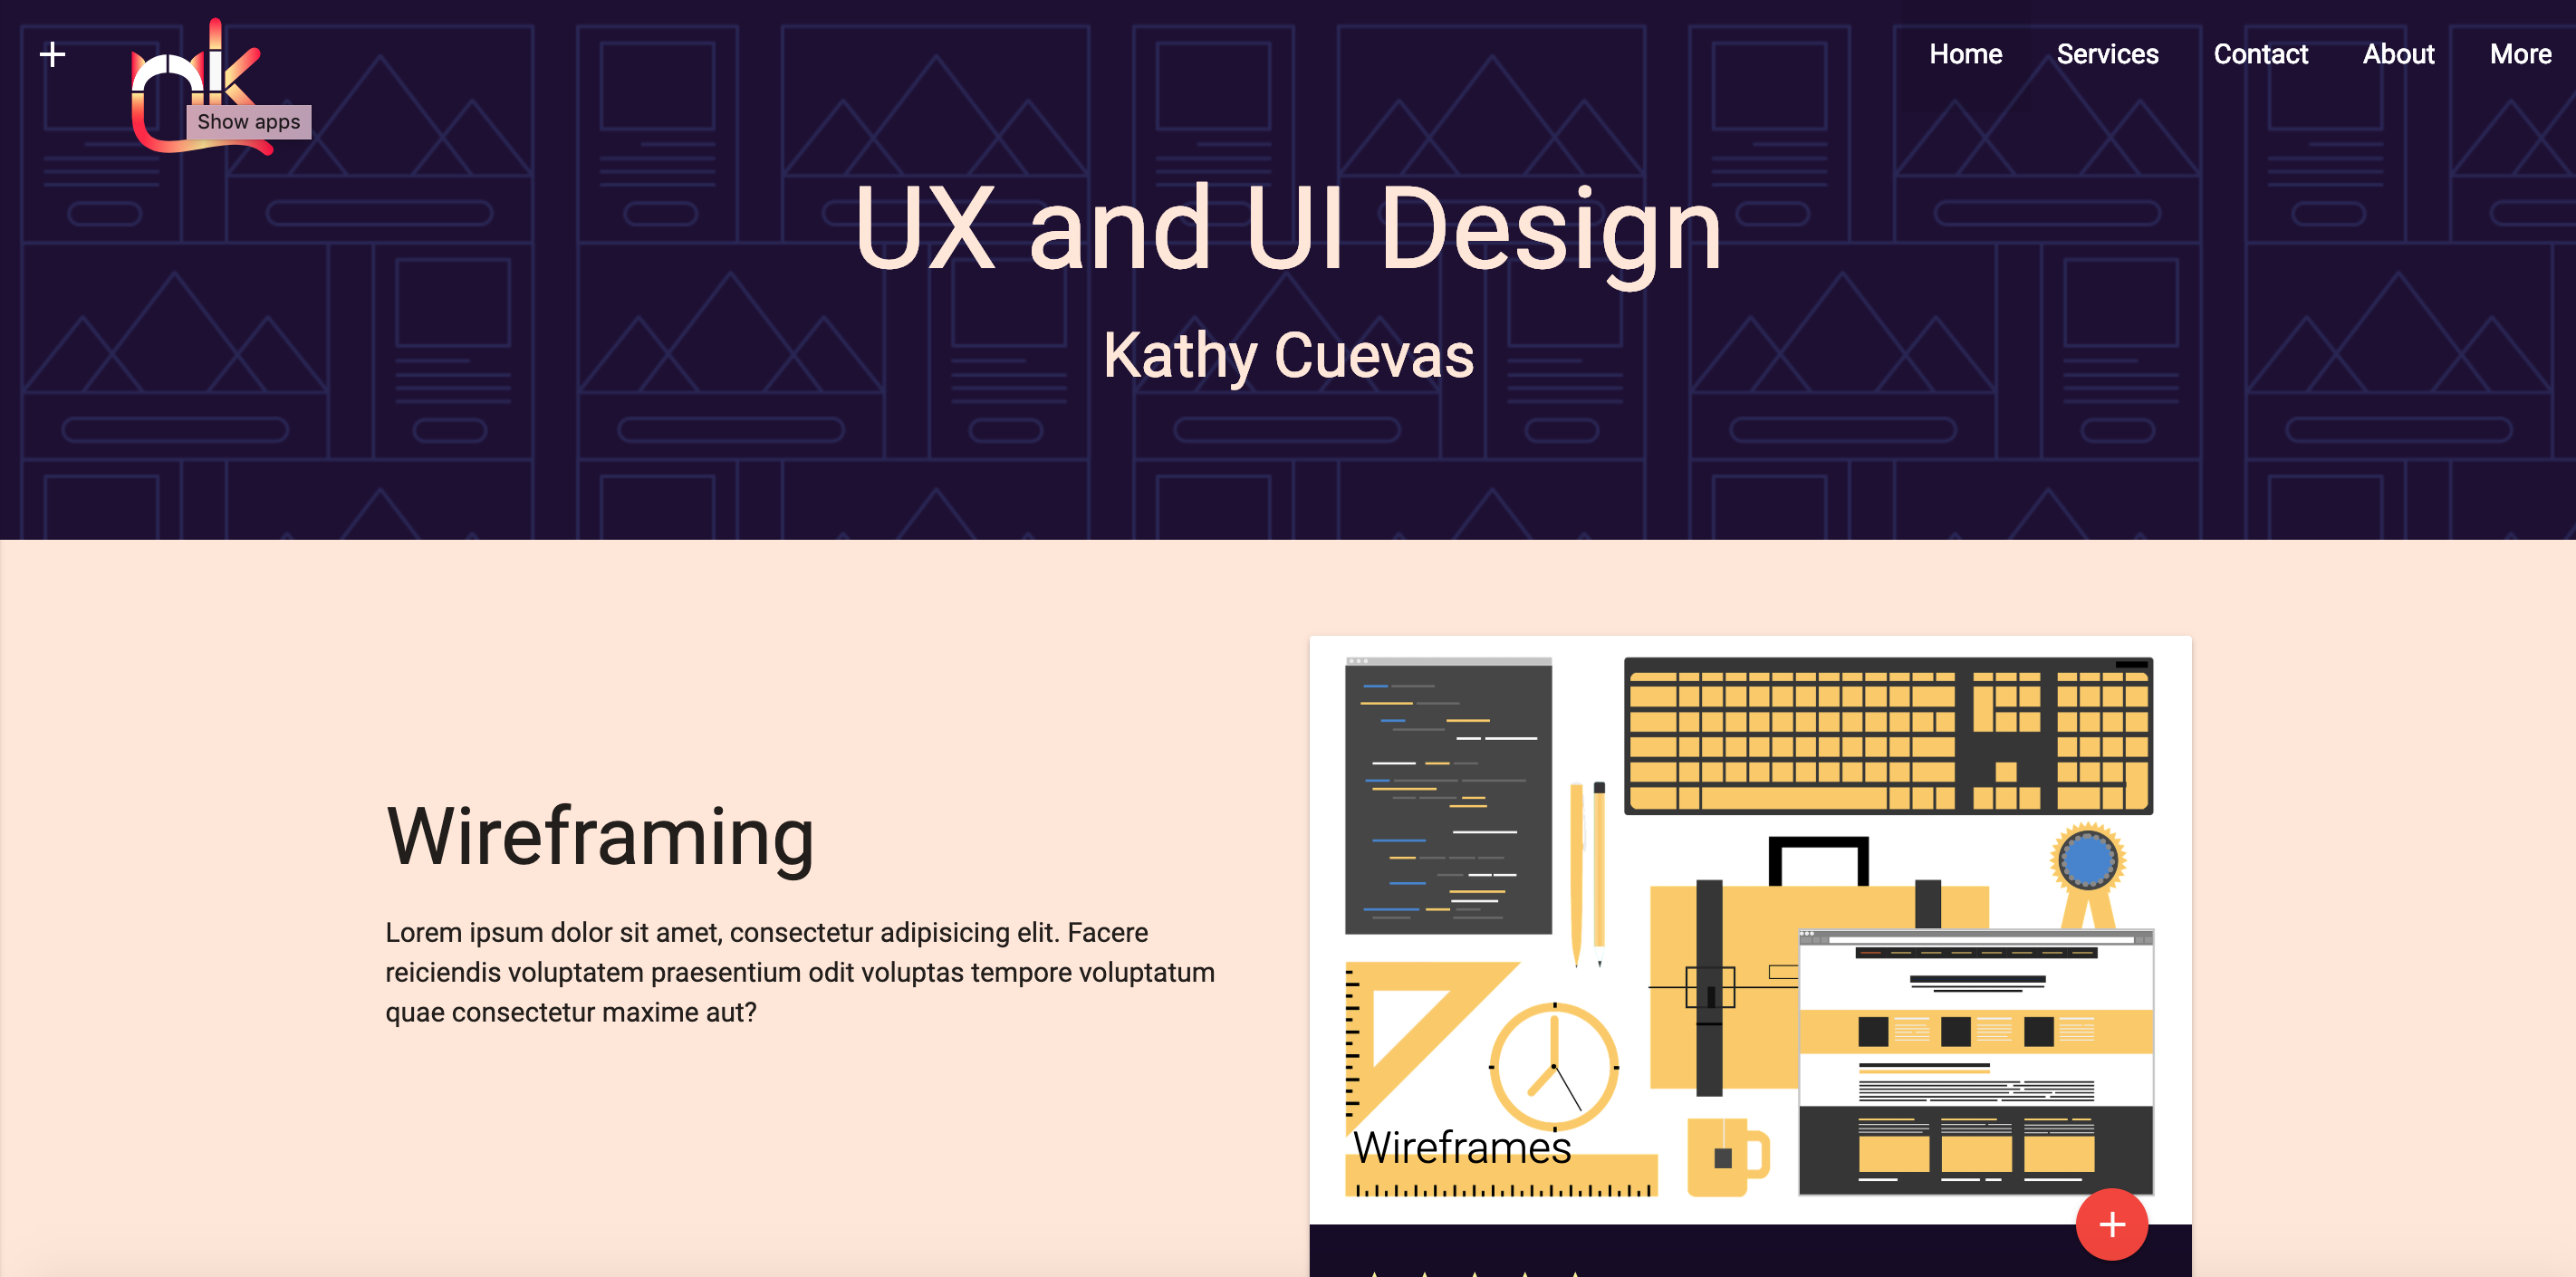 nk
Home Services Contact About More
Show apps
UX and UI Design
Kathy Cuevas
Wireframing
Lorem ipsum dolor sit amet, consectetur adipisicing elit. Facere
reiciendis voluptatem praesentium odit voluptas tempore voluptatum
quae consectetur maxime aut?
Wireframes